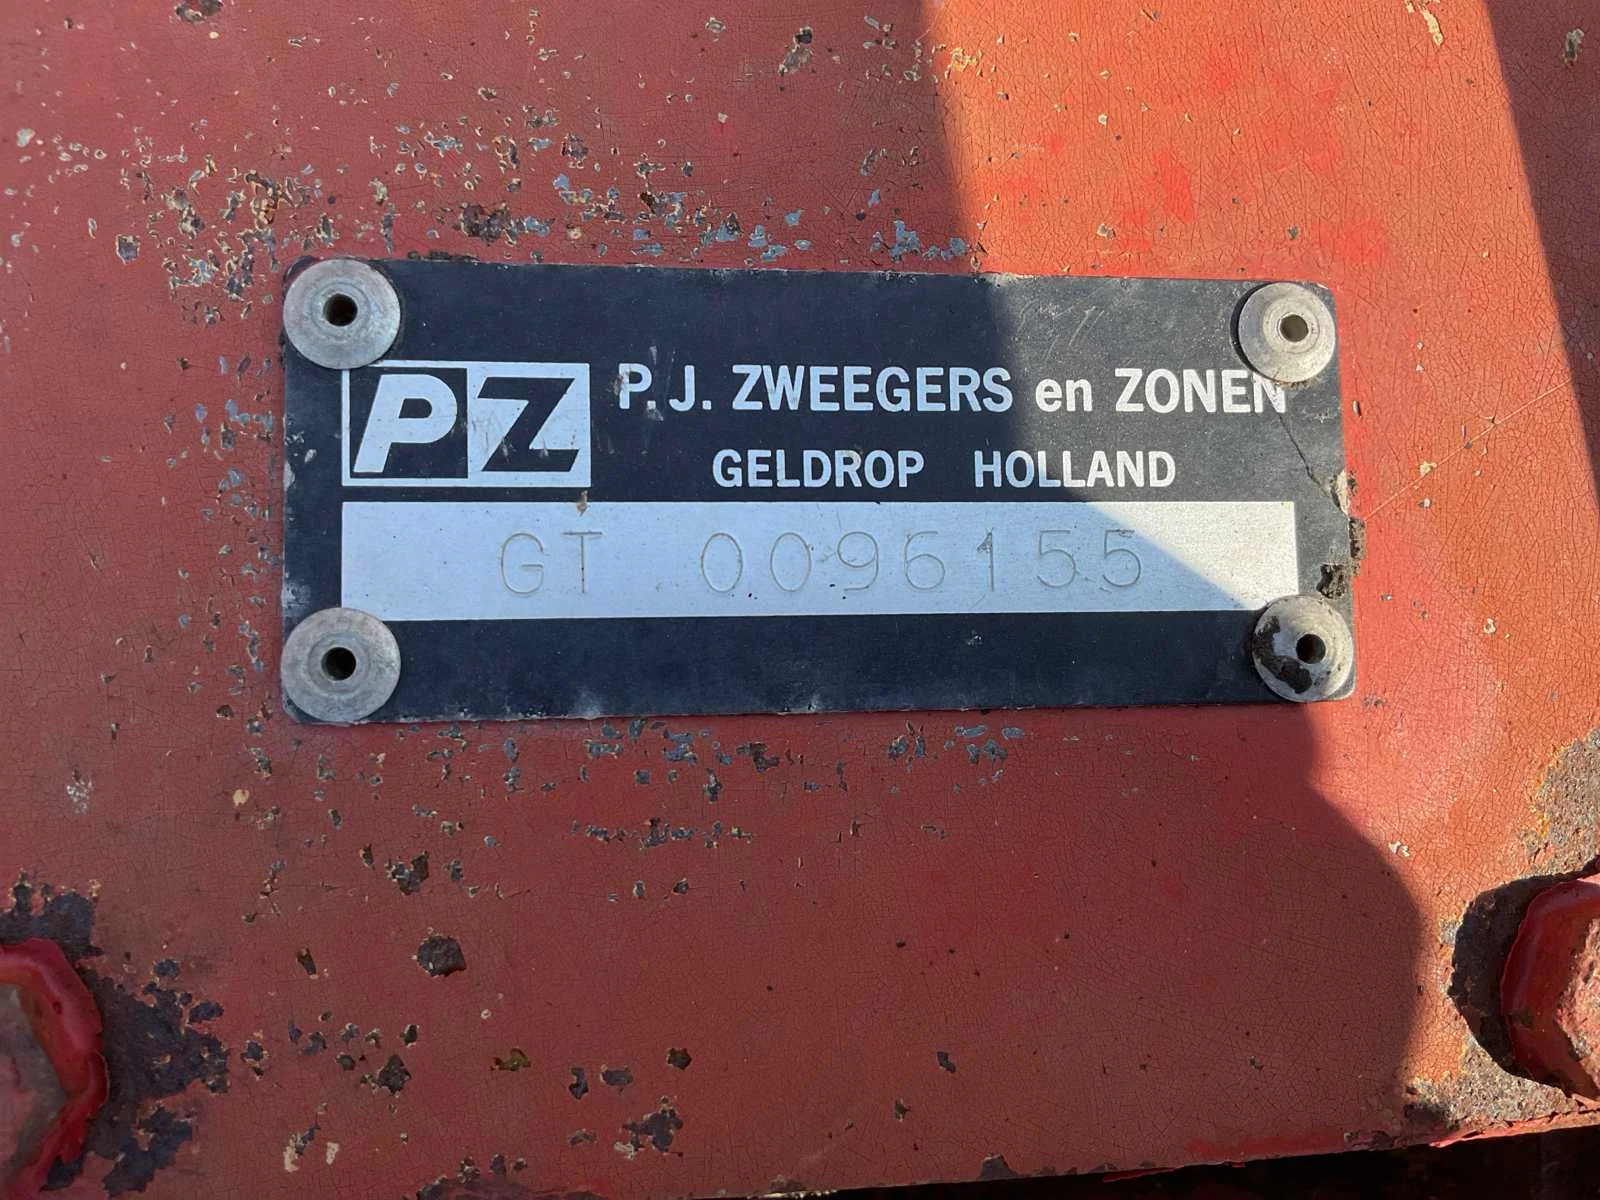 PZ P.J. ZWEEGERS en ZONEN
GELDROP HOLLAND
GT 0096155